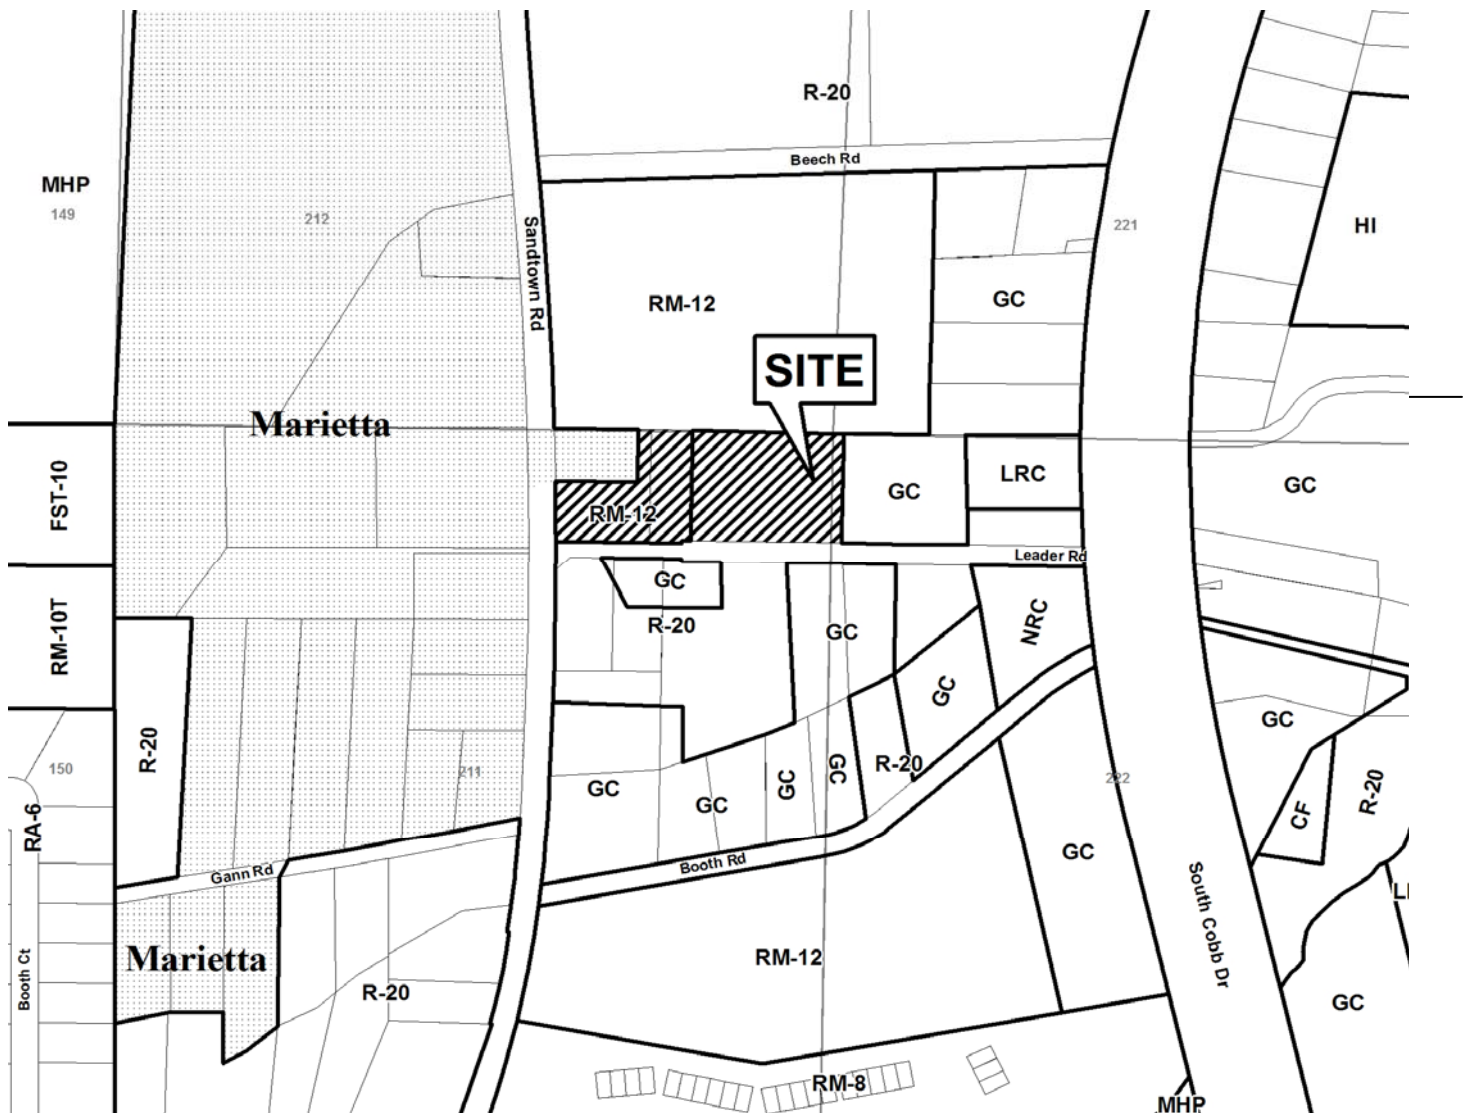 R-20
Beech Rd
MHP
149
212
Sandtown Rd
221
HI
RM-12
GC
SITE
Marietta
FST-10
RM-12
GC
LRC
GC
Leader Rd
GC
RM-10T
R-20
GC
NRC
GC
R-20
150
211
GC
GC
GC
GC
R-20
222
GC
CF
R-20
RA-6
Gann Rd
Booth Rd
GC
South Cobb Dr
Booth Ct
Marietta
R-20
RM-12
GC
RM-8
MHP